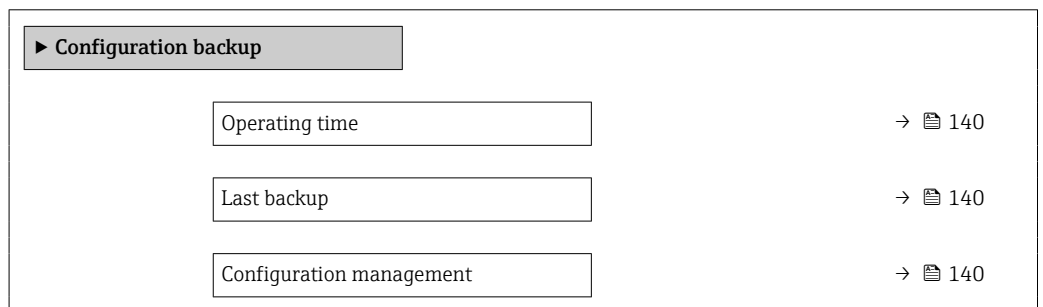 ▶ Configuration backup
Operating time → 🖹 140
Last backup → 🖹 140
Configuration management → 🖹 140